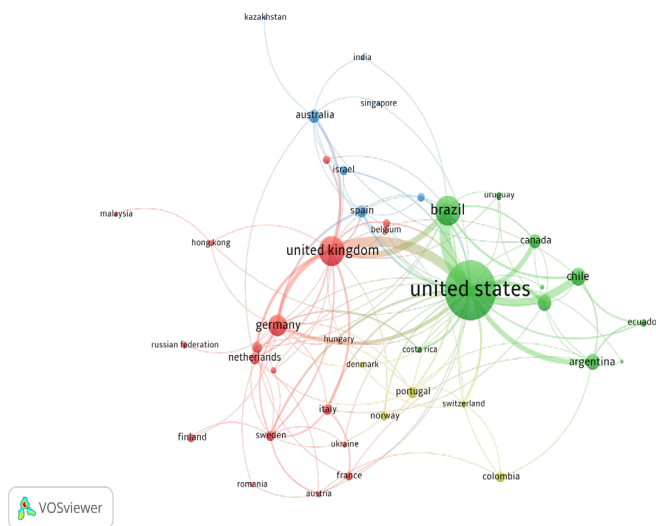 kazakhstan
india
singapore
australia
israel
uruguay
spain
brazil
malaysia
belgium
hong kong
united kingdom
canada
chile
united states
ecuado
germany
russian federation
hungary
costa rica
netherlands
denmark
argentina
portugal
switzerland
italy
norway
finland
sweden
ukraine
france
colombia
romania
austria
VOSviewer